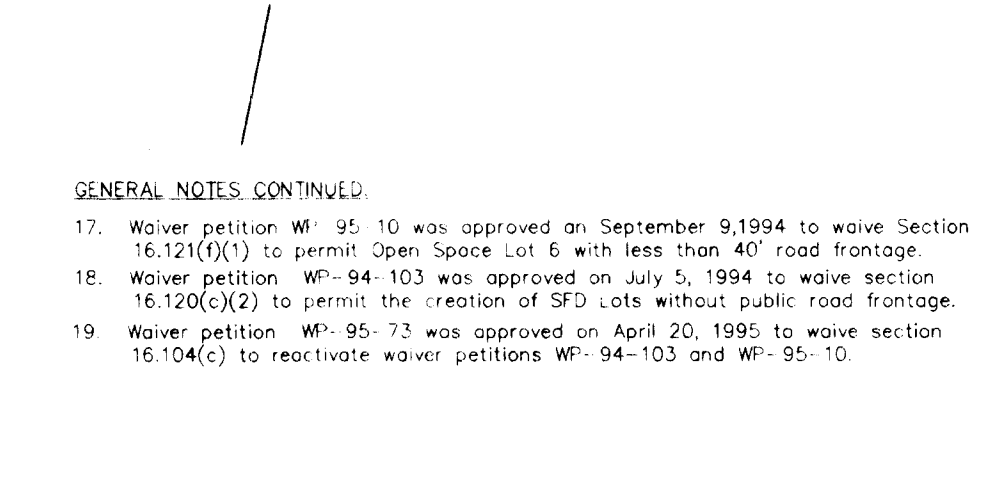 GENERAL NOTES CONTINUED.
17. Waiver petition WP 95-10 was approved on September 9,1994 to waive Section
16.121(f)(1) to permit Open Space Lot 6 with less than 40' road frontage.
18. Waiver petition WP-94-103 was approved on July 5, 1994 to waive section
16.120(c)(2) to permit the creation of SFD Lots without public road frontage.
19. Waiver petition WP-95-73 was approved on April 20, 1995 to waive section
16.104(c) to reactivate waiver petitions WP-94-103 and WP-95-10.